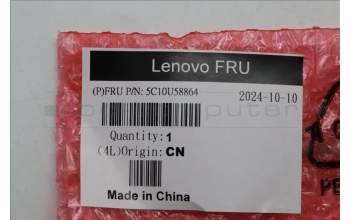 Lenovo FRU
(P)FRU P/N: 5C10U58864
2024-10-10
Quantity:1
(4L)Origin:CN
Made in China